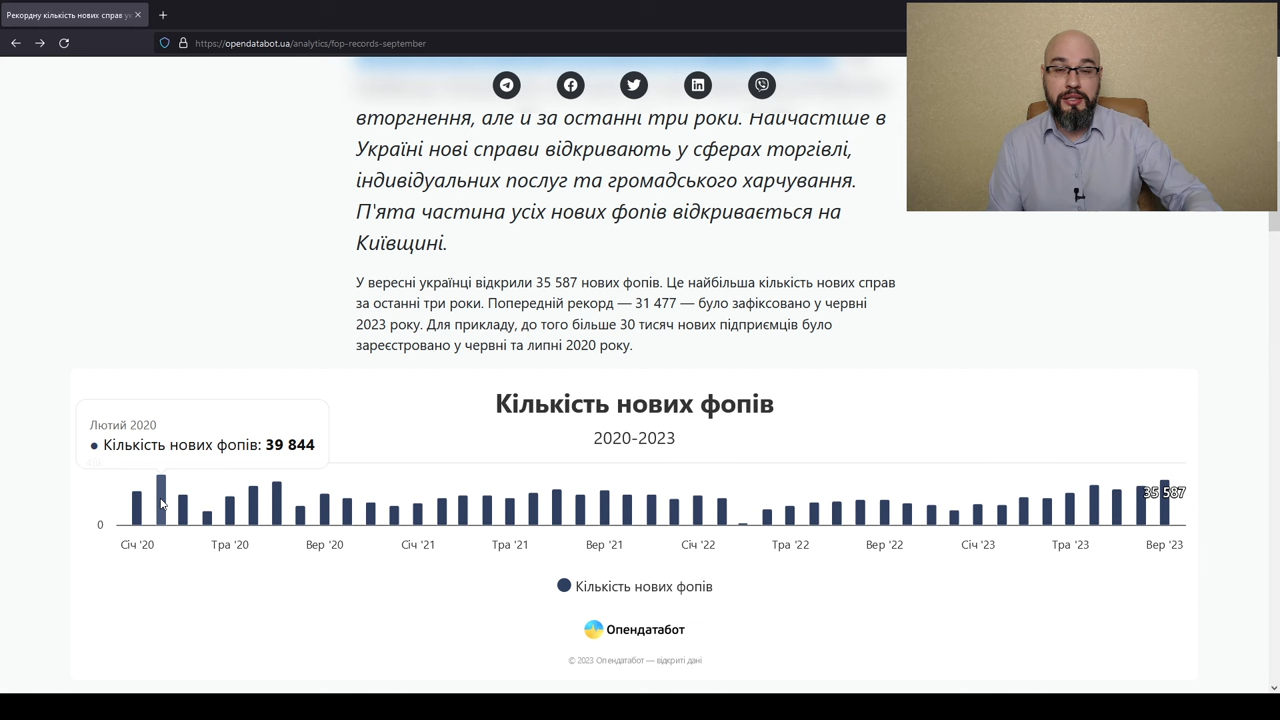 Рекордну кількість нових справ
https://opendatabot.ua/analytics/fop-records-september
вторгнення, але й за останні три роки. Найчастіше в
Україні нові справи відкривають у сферах торгівлі,
індивідуальних послуг та громадського харчування.
П'ята частина усіх нових фопів відкривається на
Київщині.
У вересні українці відкрили 35 587 нових фопів. Це найбільша кількість нових справ
за останні три роки. Попередній рекорд — 31 477 — було зафіксовано у червні
2023 року. Для прикладу, до того більше 30 тисяч нових підприємців було
зареєстровано у червні та липні 2020 року.
Кількість нових фопів
2020-2023
Лютий 2020
Кількість нових фопів: 39 844
35 587
0
Січ '20 Тра '20 Вер '20 Січ '21 Тра '21 Вер '21 Січ '22 Тра '22 Вер '22 Січ '23 Тра '23 Вер '23
Кількість нових фопів
Опендатабот
© 2023 Опендатабот — відкриті дані